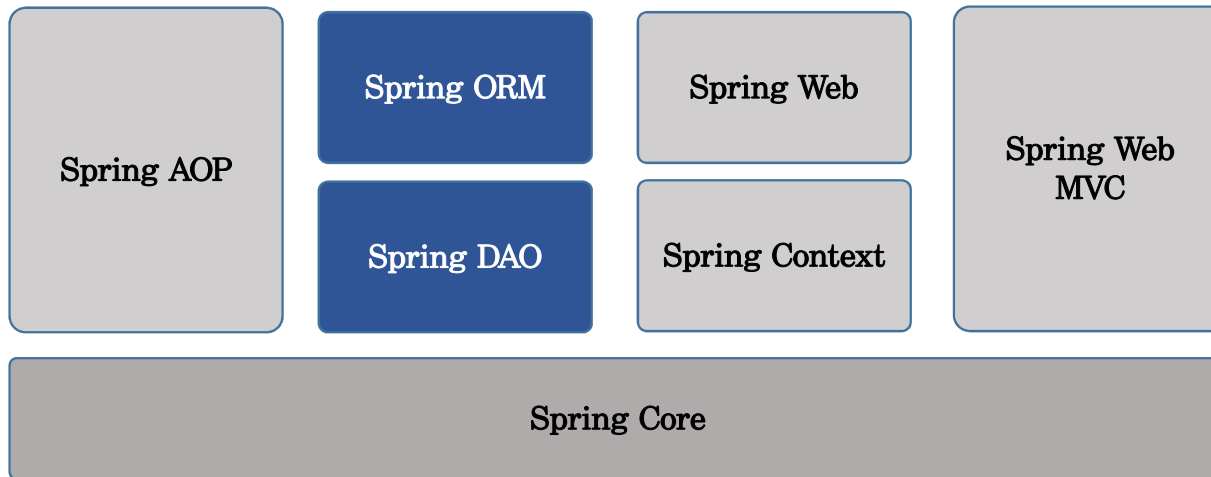 Spring AOP
Spring ORM
Spring DAO
Spring Web
Spring Context
Spring Web
MVC
Spring Core